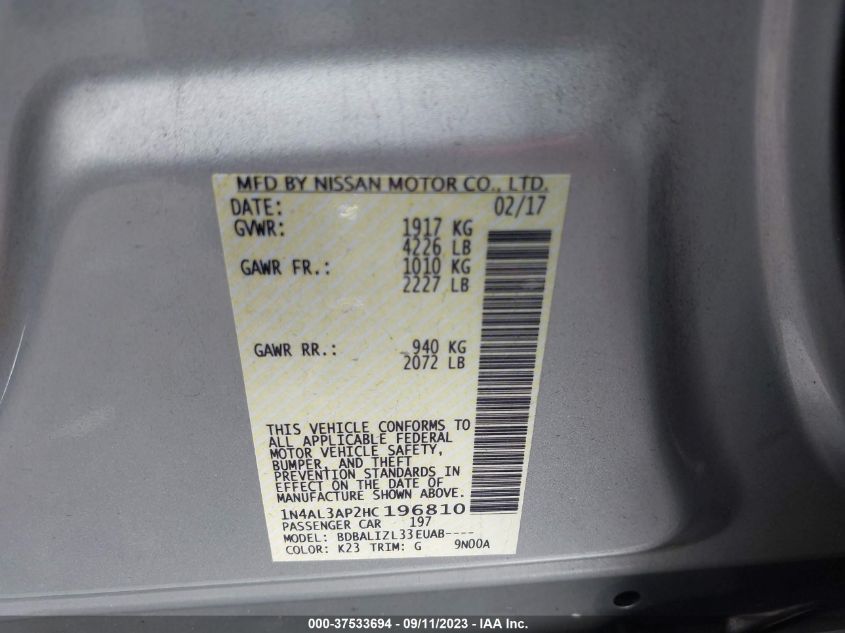 MFD BY NISSAN MOTOR CO., LTD.
DATE: 02/17
GVWR: 1917 KG
4226 LB
GAWR FR.: 1010 KG
2227 LB
GAWR RR.: 940 KG
2072 LB
THIS VEHICLE CONFORMS TO
ALL APPLICABLE FEDERAL
MOTOR VEHICLE SAFETY,
BUMPER, AND THEFT
PREVENTION STANDARDS IN
EFFECT ON THE DATE OF
MANUFACTURE SHOWN ABOVE.
1N4AL3AP2HC196810
PASSENGER CAR 197
MODEL: BDBALIZL33EUAB----
COLOR: K23 TRIM: G 9N00A
000-37533694 - 09/11/2023 - IAA Inc.